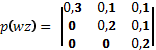 p(wz) = |0,3 0,1 0,1|
|0 0,2 0,1|
|0 0 0,2|